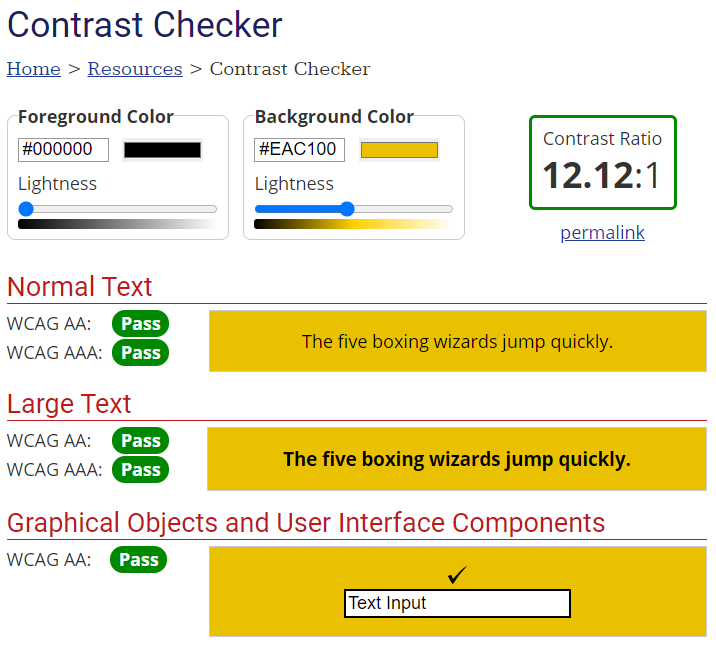 Contrast Checker
Home > Resources > Contrast Checker
Foreground Color
#000000
Lightness
Background Color
#EAC100
Lightness
Contrast Ratio
12.12:1
permalink
Normal Text
WCAG AA: Pass
WCAG AAA: Pass
The five boxing wizards jump quickly.
Large Text
WCAG AA: Pass
WCAG AAA: Pass
The five boxing wizards jump quickly.
Graphical Objects and User Interface Components
WCAG AA: Pass
✓
Text Input